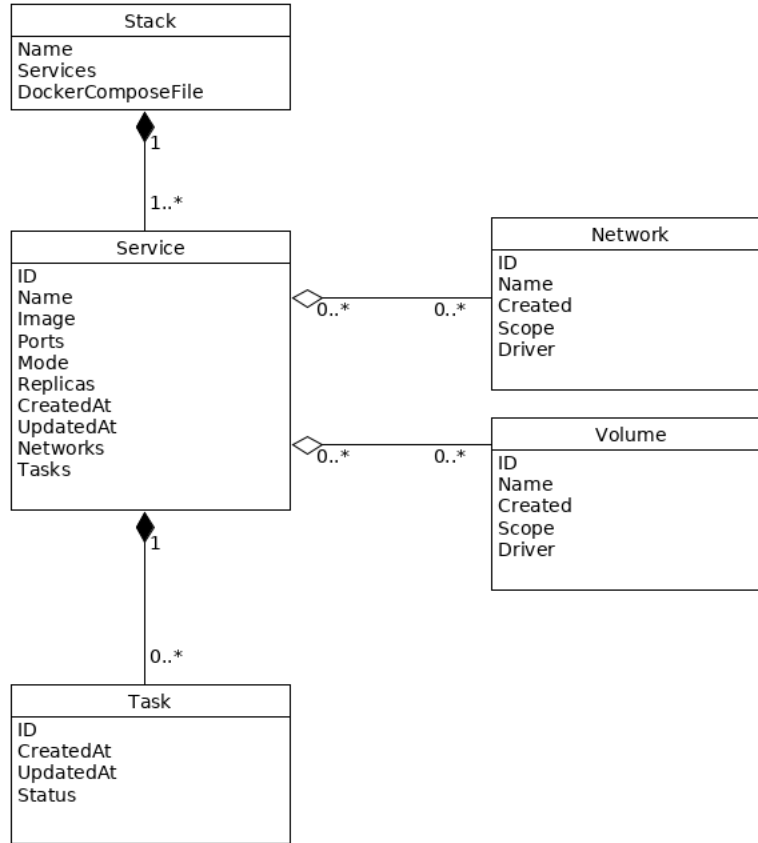 Stack
Name
Services
DockerComposeFile
1
1..*
Service
ID
Name
Image
Ports
Mode
Replicas
CreatedAt
UpdatedAt
Networks
Tasks
0..* 0..*
Network
ID
Name
Created
Scope
Driver
0..* 0..*
Volume
ID
Name
Created
Scope
Driver
1
0..*
Task
ID
CreatedAt
UpdatedAt
Status